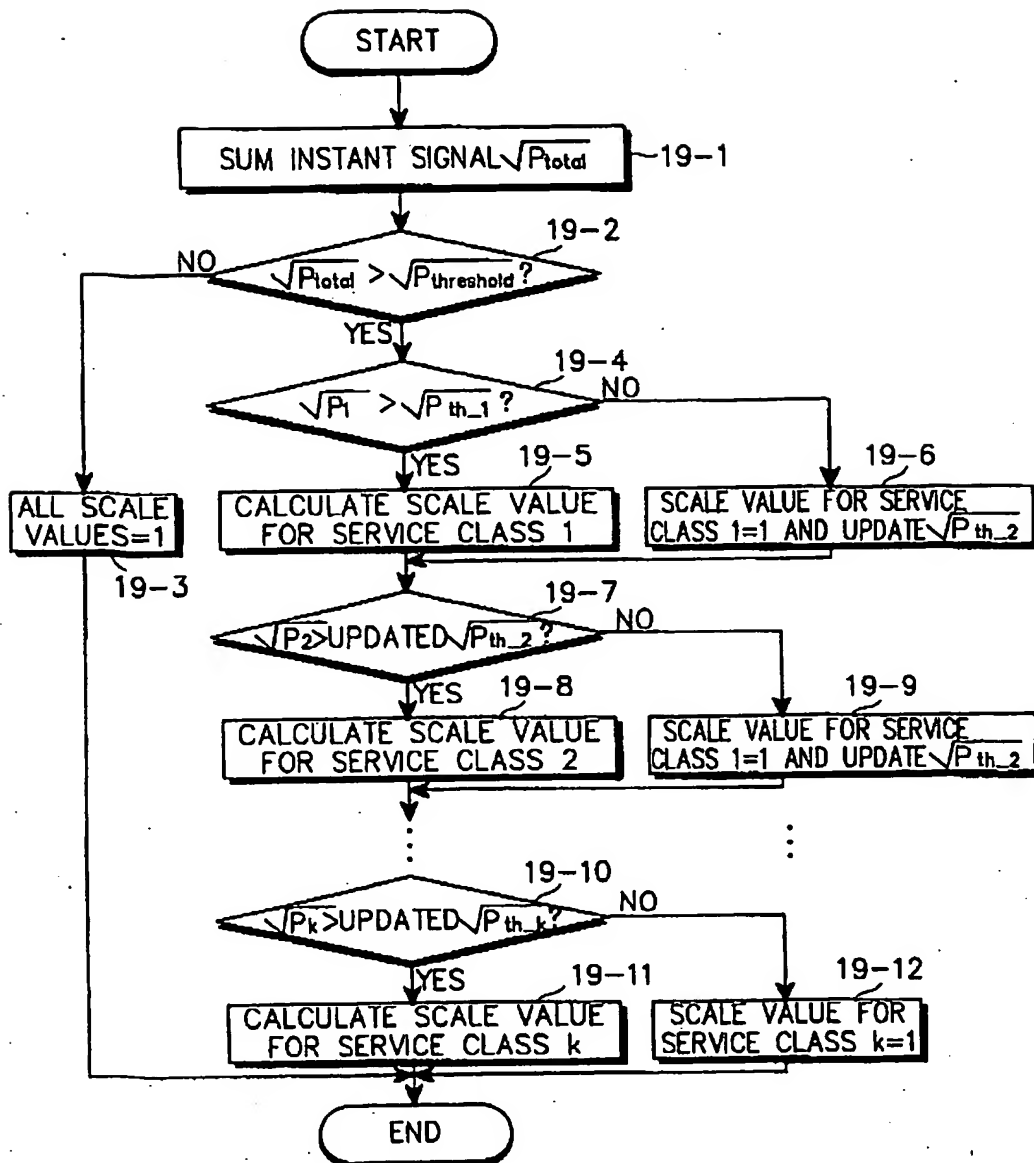 START
SUM INSTANT SIGNAL √Ptotal
19-1
19-2
NO
√Ptotal > √Pthreshold ?
YES
19-4
NO
√P1 > √Pth_1 ?
YES
19-5
19-6
ALL SCALE
VALUES=1
19-3
CALCULATE SCALE VALUE
FOR SERVICE CLASS 1
SCALE VALUE FOR SERVICE
CLASS 1=1 AND UPDATE √Pth_2
19-7
NO
√P2>UPDATED √Pth_2 ?
YES
19-8
19-9
CALCULATE SCALE VALUE
FOR SERVICE CLASS 2
SCALE VALUE FOR SERVICE
CLASS 1=1 AND UPDATE √Pth_2
19-10
NO
√Pk>UPDATED √Pth_k ?
YES
19-11
19-12
CALCULATE SCALE VALUE
FOR SERVICE CLASS k
SCALE VALUE FOR
SERVICE CLASS k=1
END